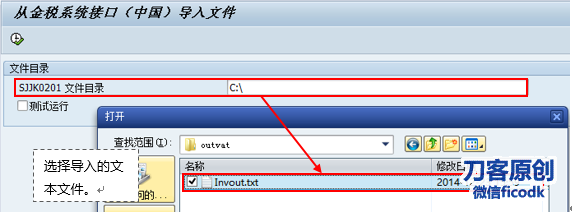 从金税系统接口（中国）导入文件
文件目录
SJJK0201 文件目录 C:\
测试运行
打开
查找范围(I): outvat
名称 修改日
Invout.txt 2014
选择导入的文
本文件。
问的...
刀客原创
微信ficodk